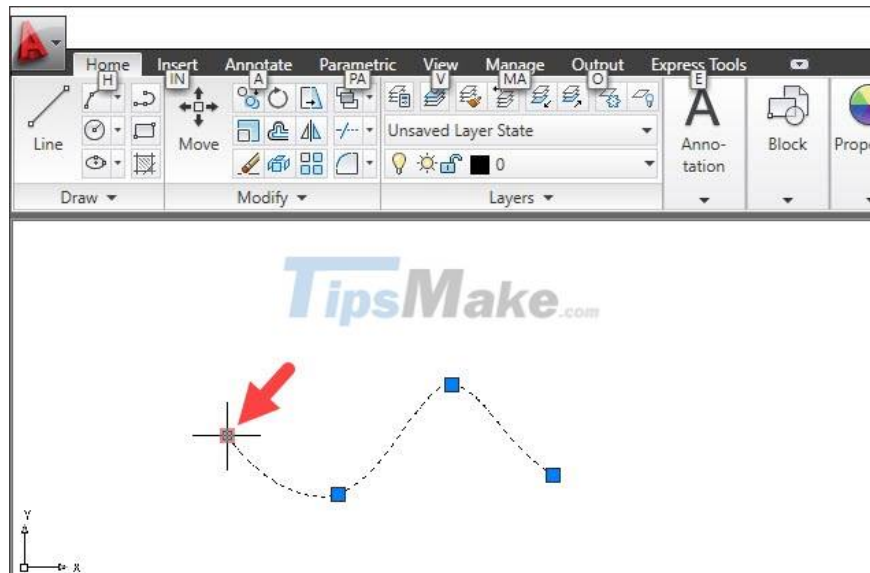 Home Insert Annotate Parametric View Manage Output Express Tools
H IN A PA V MA O E
Line
Move
Unsaved Layer State
0
Anno-
tation
Block
Prope
Draw
Modify
Layers
TipsMake.com
Y
X